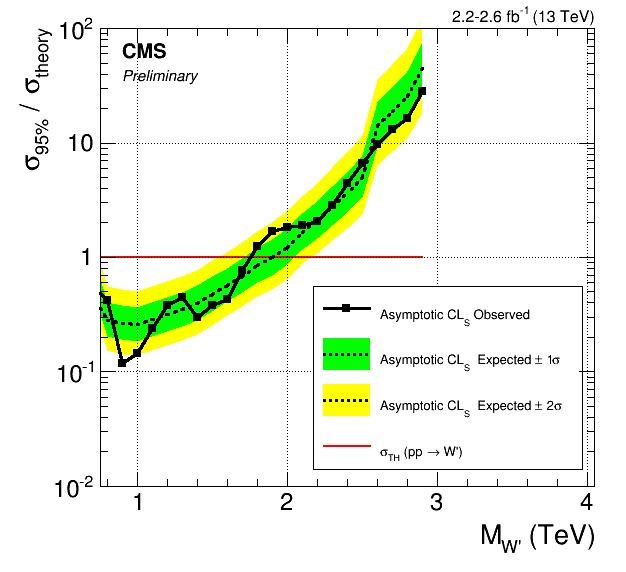 2.2-2.6 fb⁻¹ (13 TeV)
σ95% / σtheory
10²
10
1
10⁻¹
10⁻²
CMS
Preliminary
Asymptotic CLS Observed
Asymptotic CLS Expected ± 1σ
Asymptotic CLS Expected ± 2σ
σTH (pp → W')
1 2 3 4
MW' (TeV)